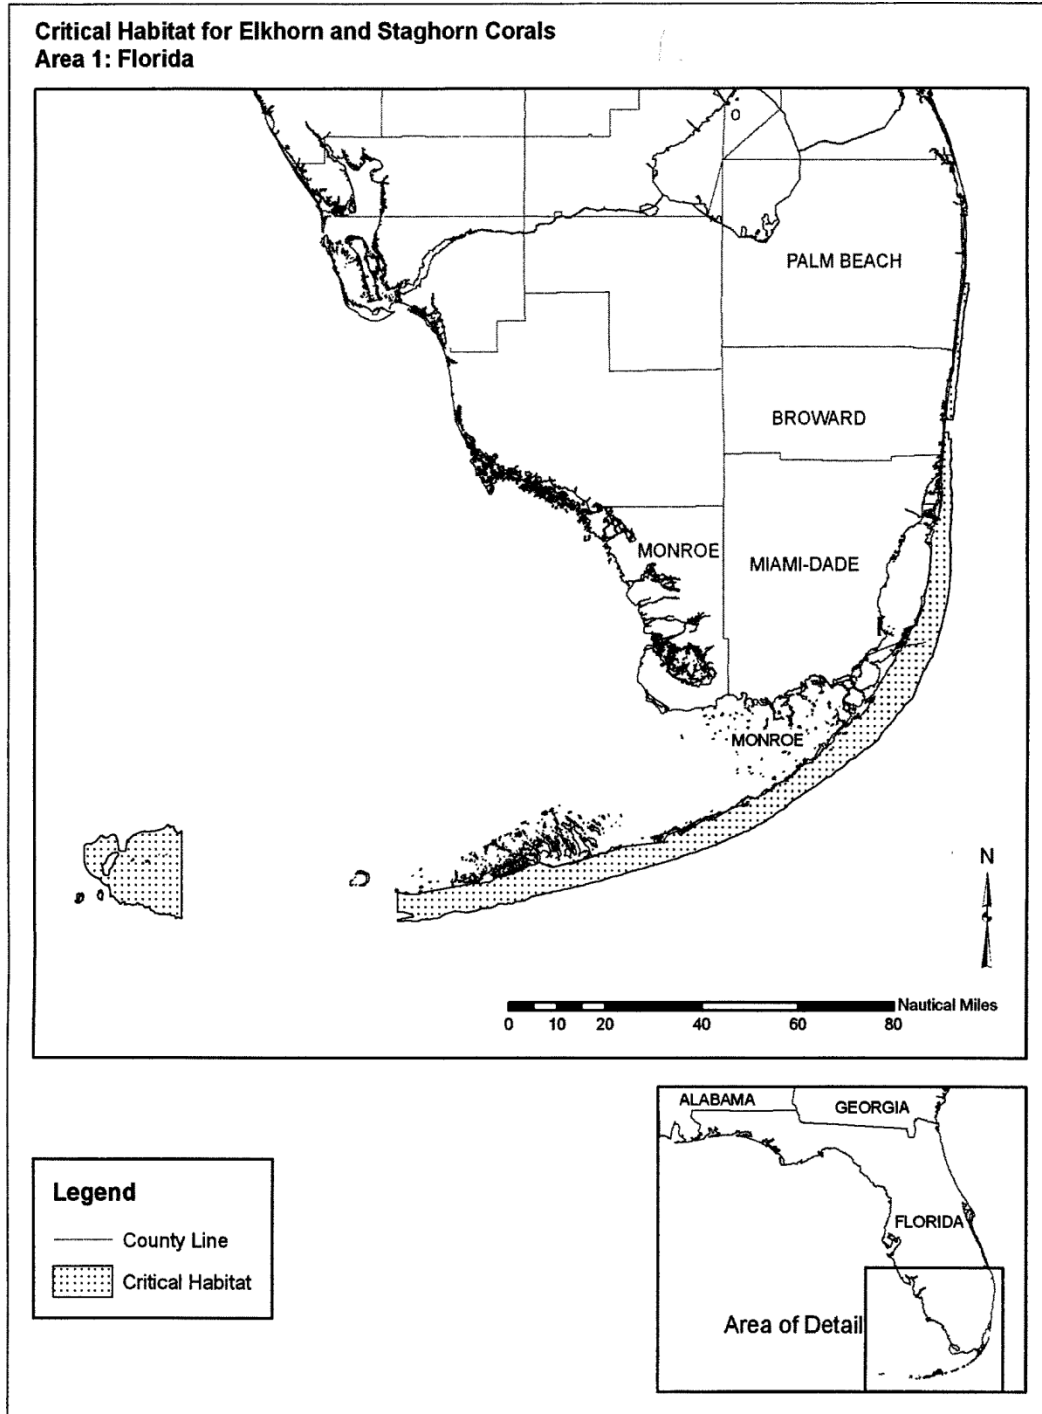 Critical Habitat for Elkhorn and Staghorn Corals
Area 1: Florida
PALM BEACH
BROWARD
MONROE
MIAMI-DADE
MONROE
N
Nautical Miles
0 10 20 40 60 80
ALABAMA
GEORGIA
FLORIDA
Area of Detail
Legend
County Line
Critical Habitat